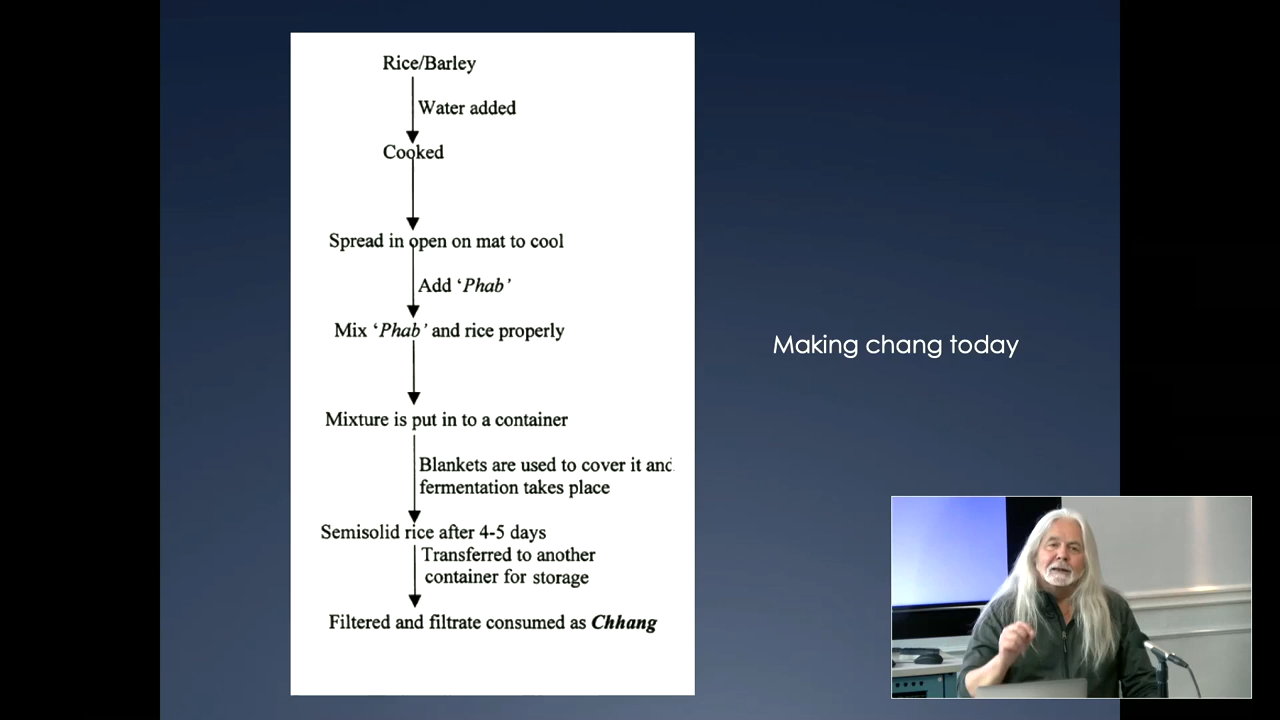 Rice/Barley
Water added
Cooked
Spread in open on mat to cool
Add ‘Phab’
Mix ‘Phab’ and rice properly
Mixture is put in to a container
Blankets are used to cover it and
fermentation takes place
Semisolid rice after 4-5 days
Transferred to another
container for storage
Filtered and filtrate consumed as Chhang
Making chang today